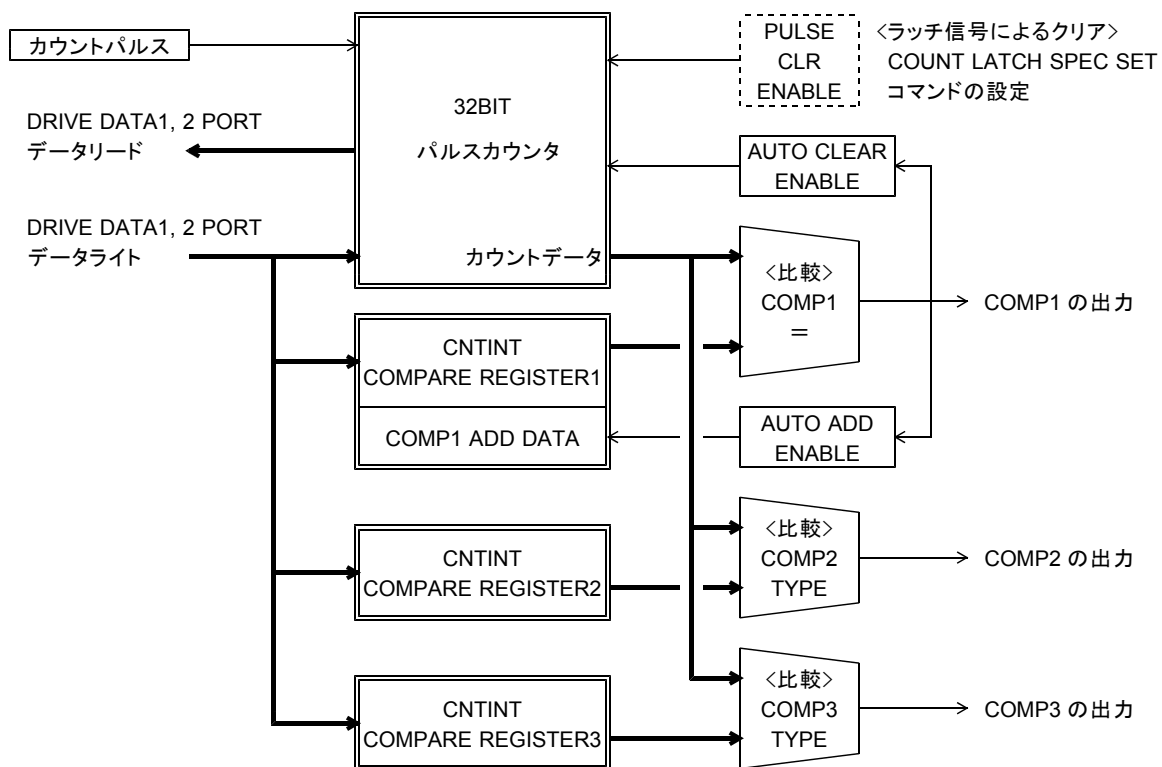 カウントパルス
DRIVE DATA1, 2 PORT
データリード
DRIVE DATA1, 2 PORT
データライト
32BIT
パルスカウンタ
カウントデータ
PULSE
CLR
ENABLE
<ラッチ信号によるクリア>
COUNT LATCH SPEC SET
コマンドの設定
AUTO CLEAR
ENABLE
<比較>
COMP1
=
COMP1 の出力
CNTINT
COMPARE REGISTER1
COMP1 ADD DATA
AUTO ADD
ENABLE
CNTINT
COMPARE REGISTER2
<比較>
COMP2
TYPE
COMP2 の出力
CNTINT
COMPARE REGISTER3
<比較>
COMP3
TYPE
COMP3 の出力